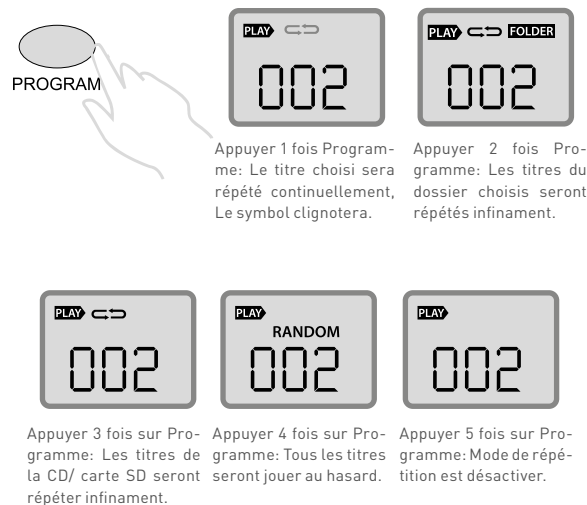 PROGRAM
PLAY
002
Appuyer 1 fois Program-
me: Le titre choisi sera
répété continuellement,
Le symbol clignotera.
PLAY FOLDER
002
Appuyer 2 fois Pro-
gramme: Les titres du
dossier choisis seront
répétés infinament.
PLAY
002
Appuyer 3 fois sur Pro-
gramme: Les titres de
la CD/ carte SD seront
répéter infinament.
PLAY
RANDOM
002
Appuyer 4 fois sur Pro-
gramme: Tous les titres
seront jouer au hasard.
PLAY
002
Appuyer 5 fois sur Pro-
gramme: Mode de répé-
tition est désactiver.